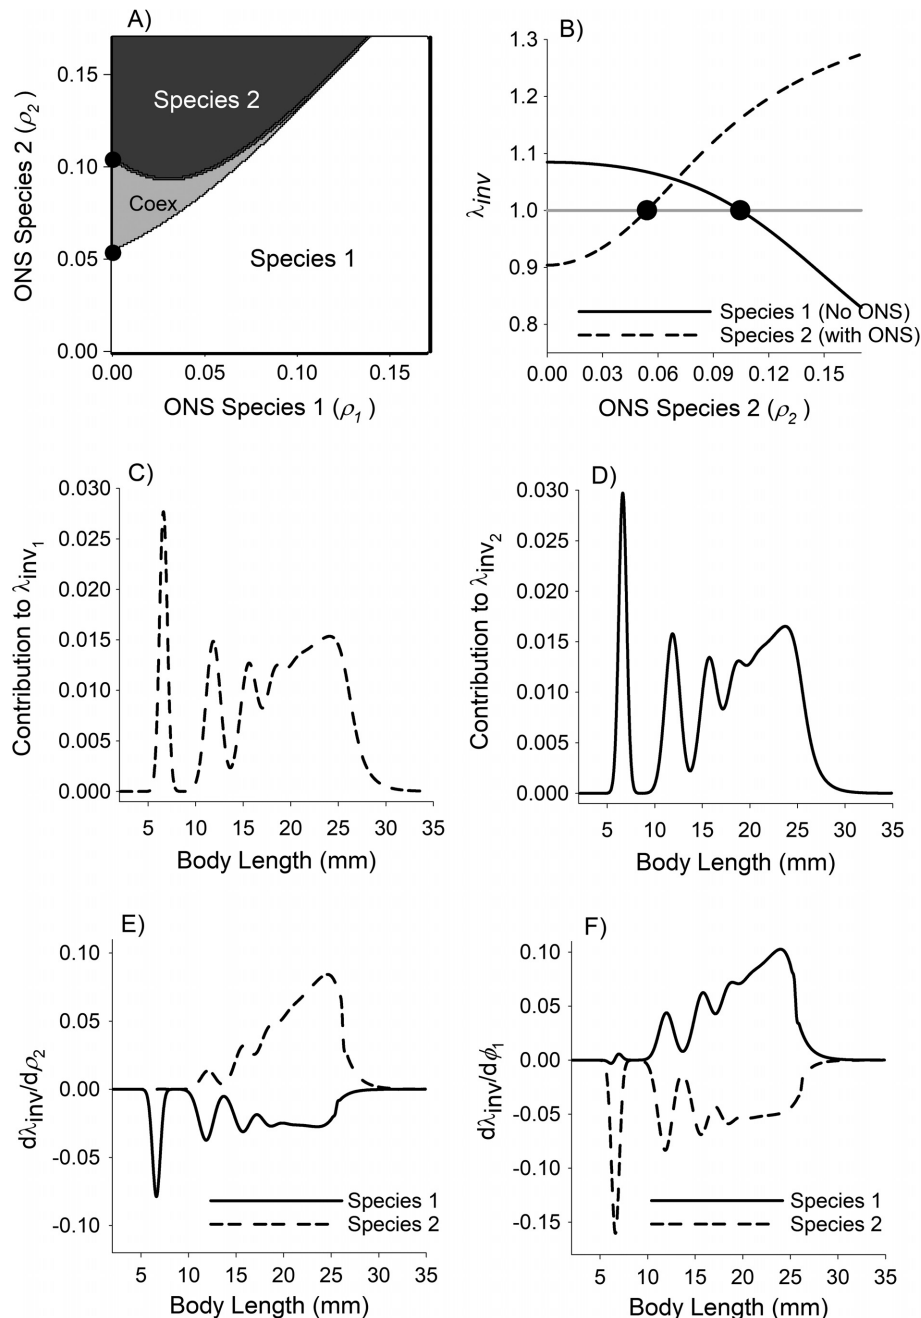 A)
0.15
0.10
0.05
0.00
ONS Species 2 (ρ2)
Species 2
Coex
Species 1
0.00 0.05 0.10 0.15
ONS Species 1 (ρ1)
B)
1.3
1.2
1.1
1.0
0.9
0.8
λinv
Species 1 (No ONS)
Species 2 (with ONS)
0.00 0.03 0.06 0.09 0.12 0.15
ONS Species 2 (ρ2)
C)
0.030
0.025
0.020
0.015
0.010
0.005
0.000
Contribution to λinv1
5 10 15 20 25 30 35
Body Length (mm)
D)
0.030
0.025
0.020
0.015
0.010
0.005
0.000
Contribution to λinv2
5 10 15 20 25 30 35
Body Length (mm)
E)
0.10
0.05
0.00
-0.05
-0.10
dλinv/dρ2
Species 1
Species 2
5 10 15 20 25 30 35
Body Length (mm)
F)
0.10
0.05
0.00
-0.05
-0.10
-0.15
dλinv/dϕ1
Species 1
Species 2
5 10 15 20 25 30 35
Body Length (mm)